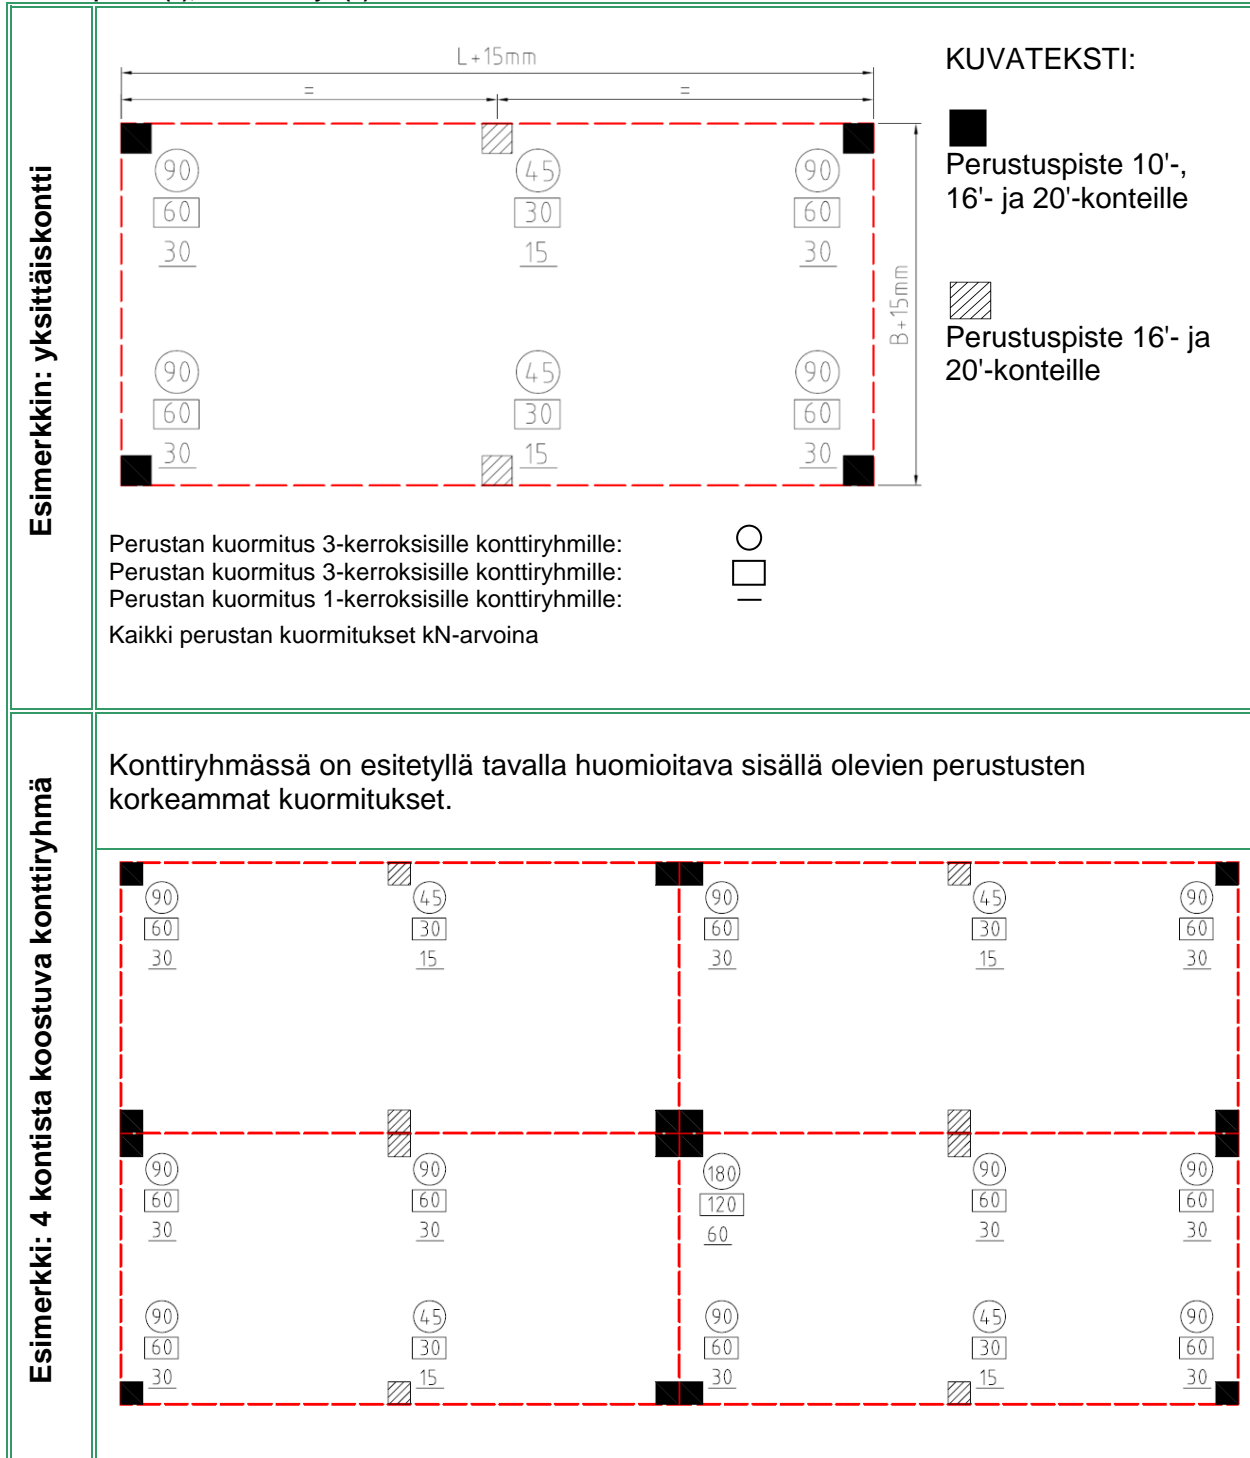 Esimerkkin: yksittäiskontti
L+15mm
= =
90 45 90
60 30 60
30 15 30
B+15mm
90 45 90
60 30 60
30 15 30
KUVATEKSTI:
Perustuspiste 10'-,
16'- ja 20'-konteille
Perustuspiste 16'- ja
20'-konteille
Perustan kuormitus 3-kerroksisille konttiryhmille:
Perustan kuormitus 3-kerroksisille konttiryhmille:
Perustan kuormitus 1-kerroksisille konttiryhmille:
Kaikki perustan kuormitukset kN-arvoina
Esimerkki: 4 kontista koostuva konttiryhmä
Konttiryhmässä on esitetyllä tavalla huomioitava sisällä olevien perustusten
korkeammat kuormitukset.
90 45 90 45 90
60 30 60 30 60
30 15 30 15 30
90 90 180 90 90
60 60 120 60 60
30 30 60 30 30
90 45 90 45 90
60 30 60 30 60
30 15 30 15 30